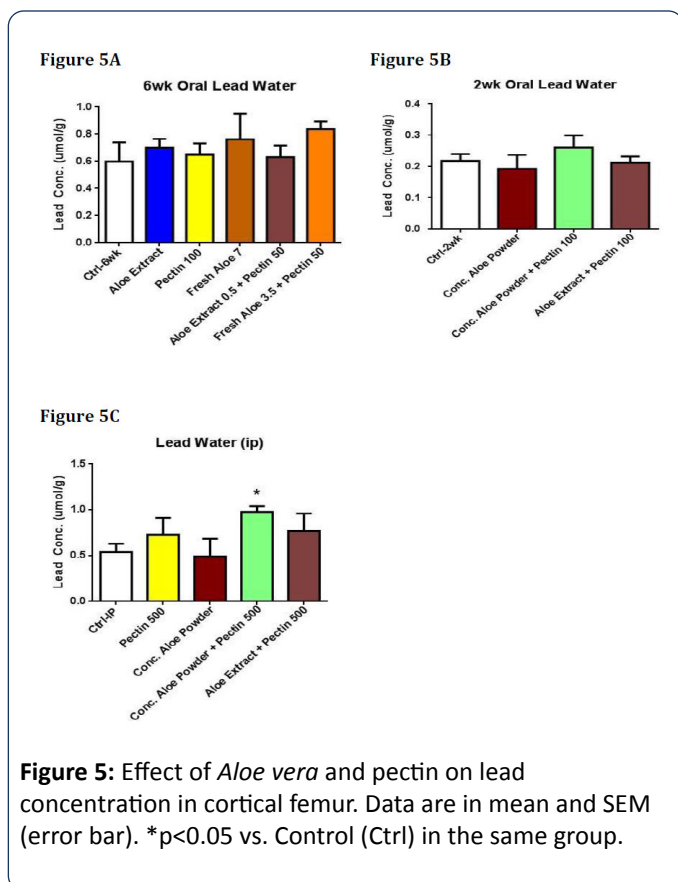 Figure 5A
6wk Oral Lead Water
Lead Conc. (umol/g)
1.0
0.8
0.6
0.4
0.2
0.0
Ctrl-6wk
Aloe Extract
Pectin 100
Fresh Aloe 7
Aloe Extract 0.5 + Pectin 50
Fresh Aloe 3.5 + Pectin 50
Figure 5B
2wk Oral Lead Water
Lead Conc. (umol/g)
0.4
0.3
0.2
0.1
0.0
Ctrl-2wk
Conc. Aloe Powder
Conc. Aloe Powder + Pectin 100
Aloe Extract + Pectin 100
Figure 5C
Lead Water (ip)
Lead Conc. (umol/g)
1.5
1.0
0.5
0.0
*
Ctrl-IP
Pectin 500
Conc. Aloe Powder
Conc. Aloe Powder + Pectin 500
Aloe Extract + Pectin 500
Figure 5: Effect of Aloe vera and pectin on lead
concentration in cortical femur. Data are in mean and SEM
(error bar). *p<0.05 vs. Control (Ctrl) in the same group.